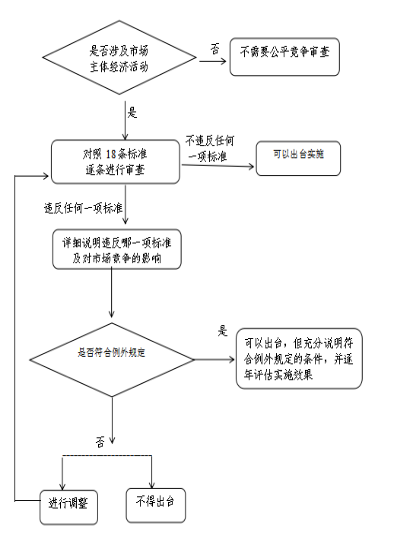 是否涉及市场
主体经济活动
否
不需要公平竞争审查
是
对照 18 条标准
逐条进行审查
不违反任何
一项标准
可以出台实施
违反任何一项标准
详细说明违反哪一项标准
及对市场竞争的影响
是否符合例外规定
是
可以出台，但充分说明符
合例外规定的条件，并逐
年评估实施效果
否
进行调整
不得出台